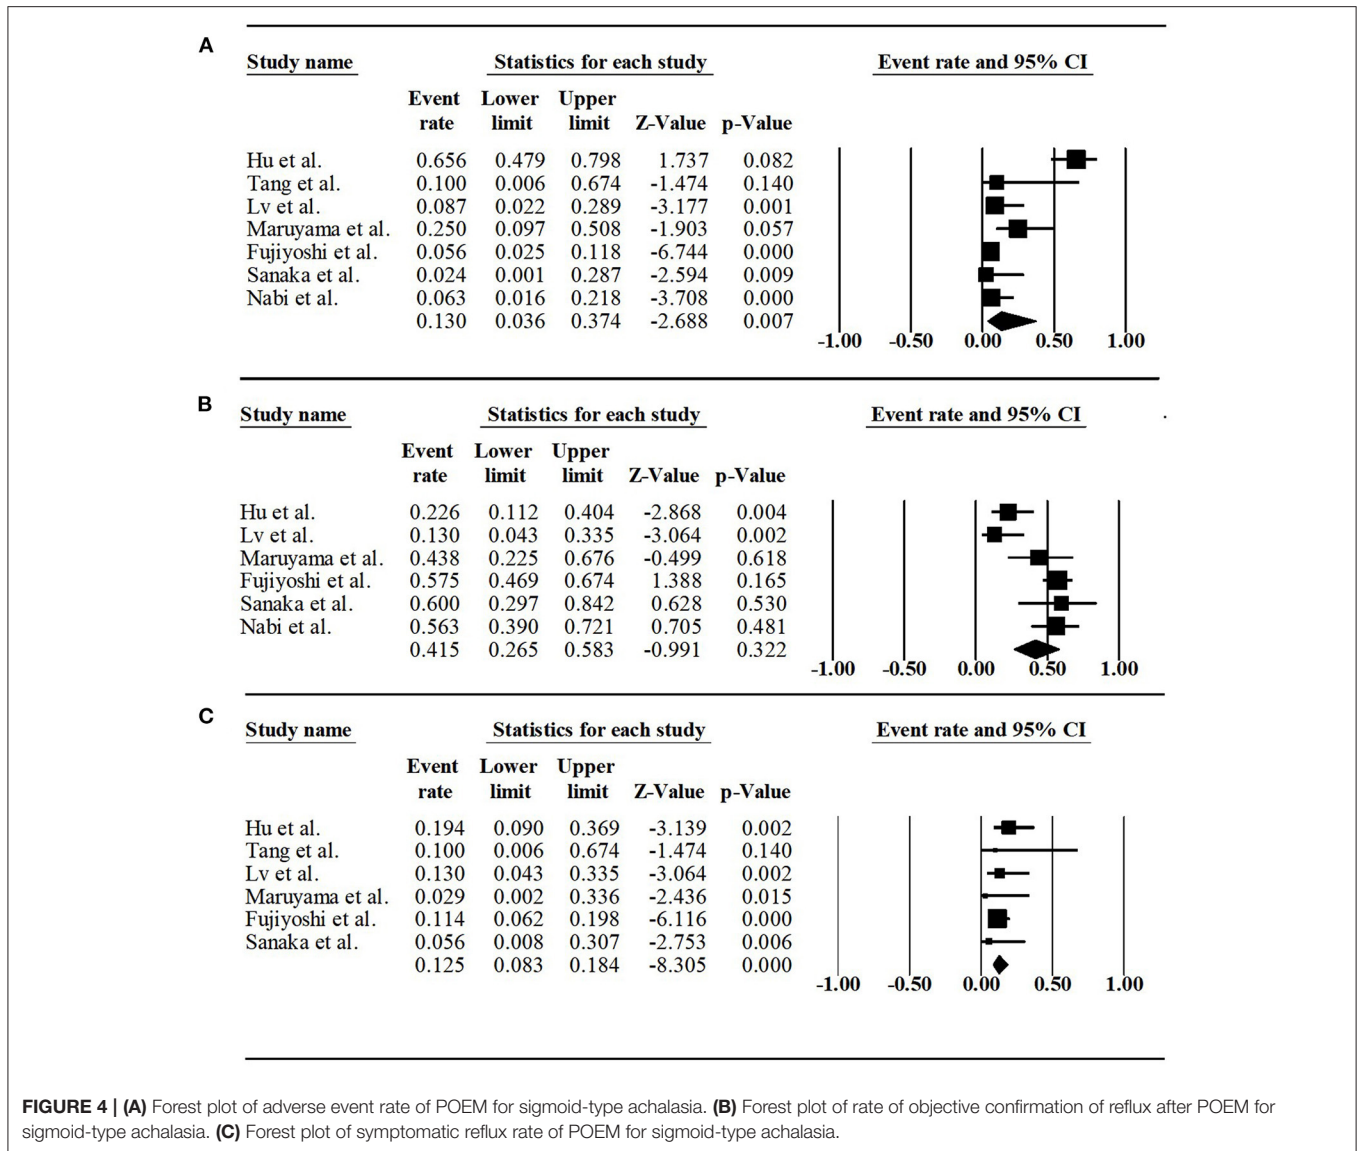 A
Study name Statistics for each study Event rate and 95% CI
Event Lower Upper
rate limit limit Z-Value p-Value
Hu et al. 0.656 0.479 0.798 1.737 0.082
Tang et al. 0.100 0.006 0.674 -1.474 0.140
Lv et al. 0.087 0.022 0.289 -3.177 0.001
Maruyama et al. 0.250 0.097 0.508 -1.903 0.057
Fujiyoshi et al. 0.056 0.025 0.118 -6.744 0.000
Sanaka et al. 0.024 0.001 0.287 -2.594 0.009
Nabi et al. 0.063 0.016 0.218 -3.708 0.000
0.130 0.036 0.374 -2.688 0.007
-1.00 -0.50 0.00 0.50 1.00
B
Study name Statistics for each study Event rate and 95% CI
Event Lower Upper
rate limit limit Z-Value p-Value
Hu et al. 0.226 0.112 0.404 -2.868 0.004
Lv et al. 0.130 0.043 0.335 -3.064 0.002
Maruyama et al. 0.438 0.225 0.676 -0.499 0.618
Fujiyoshi et al. 0.575 0.469 0.674 1.388 0.165
Sanaka et al. 0.600 0.297 0.842 0.628 0.530
Nabi et al. 0.563 0.390 0.721 0.705 0.481
0.415 0.265 0.583 -0.991 0.322
-1.00 -0.50 0.00 0.50 1.00
C
Study name Statistics for each study Event rate and 95% CI
Event Lower Upper
rate limit limit Z-Value p-Value
Hu et al. 0.194 0.090 0.369 -3.139 0.002
Tang et al. 0.100 0.006 0.674 -1.474 0.140
Lv et al. 0.130 0.043 0.335 -3.064 0.002
Maruyama et al. 0.029 0.002 0.336 -2.436 0.015
Fujiyoshi et al. 0.114 0.062 0.198 -6.116 0.000
Sanaka et al. 0.056 0.008 0.307 -2.753 0.006
0.125 0.083 0.184 -8.305 0.000
-1.00 -0.50 0.00 0.50 1.00
FIGURE 4 | (A) Forest plot of adverse event rate of POEM for sigmoid-type achalasia. (B) Forest plot of rate of objective confirmation of reflux after POEM for
sigmoid-type achalasia. (C) Forest plot of symptomatic reflux rate of POEM for sigmoid-type achalasia.